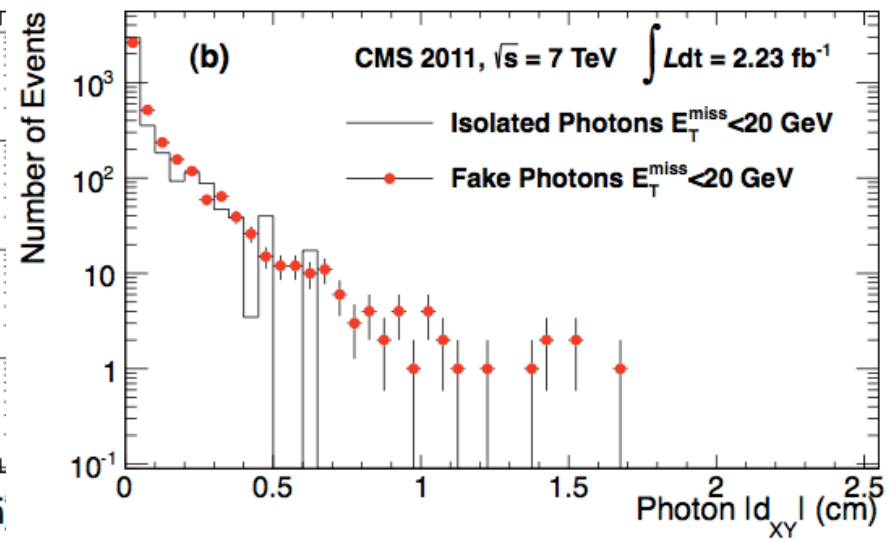 Number of Events
(b) CMS 2011, √s = 7 TeV ∫ Ldt = 2.23 fb⁻¹
Isolated Photons E_T^miss<20 GeV
Fake Photons E_T^miss<20 GeV
10³
10²
10
1
10⁻¹
0 0.5 1 1.5 2 2.5
Photon |d_XY| (cm)